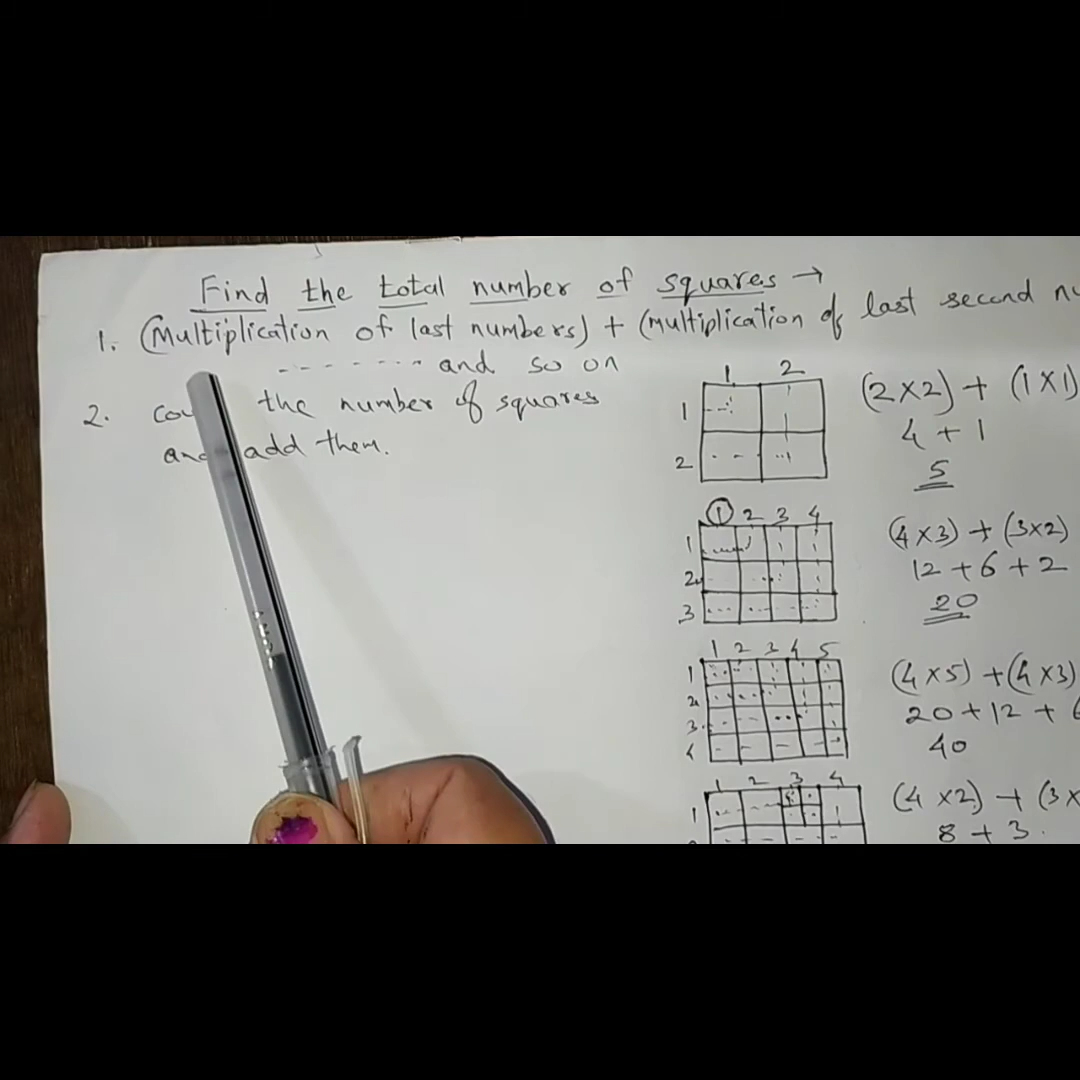 Find the total number of squares →
1. (Multiplication of last numbers) + (multiplication of last second
- - - - - - - and so on
2. the number of squares
add them.
1 2
1
2
(2×2) + (1×1)
4 + 1
5
1 2 3 4
1
2
3
(4×3) + (3×2)
12 + 6 + 2
20
1 2 3 4 5
1
2
3
4
(4×5) + (4×3)
20 + 12 +
40
1 2 3 4
1
(4×2) + (3×
8 + 3